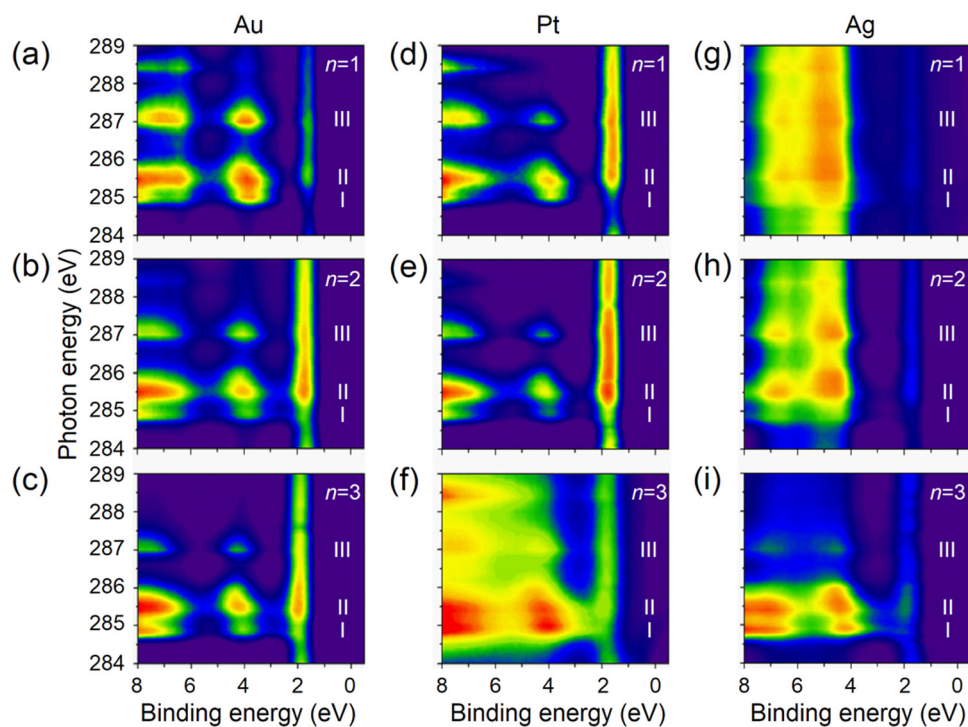 Au Pt Ag
(a) 289 n=1 (d) n=1 (g) n=1
288
287 III III III
286
II II II
285 I I I
284
(b) 289 n=2 (e) n=2 (h) n=2
288
287 III III III
286
II II II
285 I I I
284
(c) 289 n=3 (f) n=3 (i) n=3
288
287 III III III
286
II II II
285 I I I
284
Photon energy (eV)
8 6 4 2 0 8 6 4 2 0 8 6 4 2 0
Binding energy (eV) Binding energy (eV) Binding energy (eV)